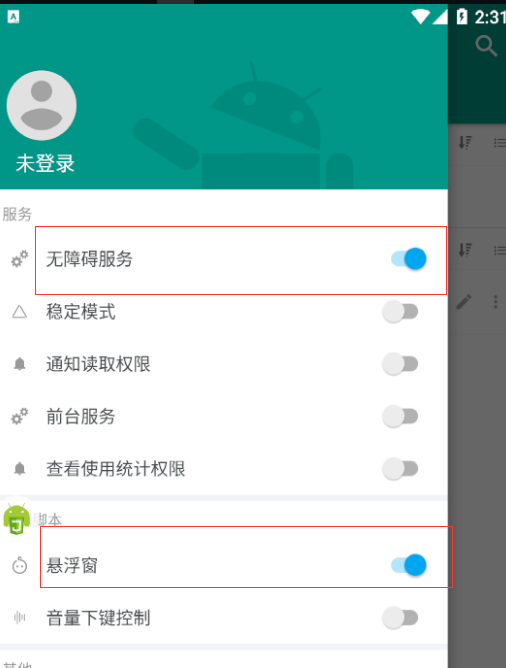 2:31
未登录
服务
无障碍服务
稳定模式
通知读取权限
前台服务
查看使用统计权限
脚本
悬浮窗
音量下键控制
其他